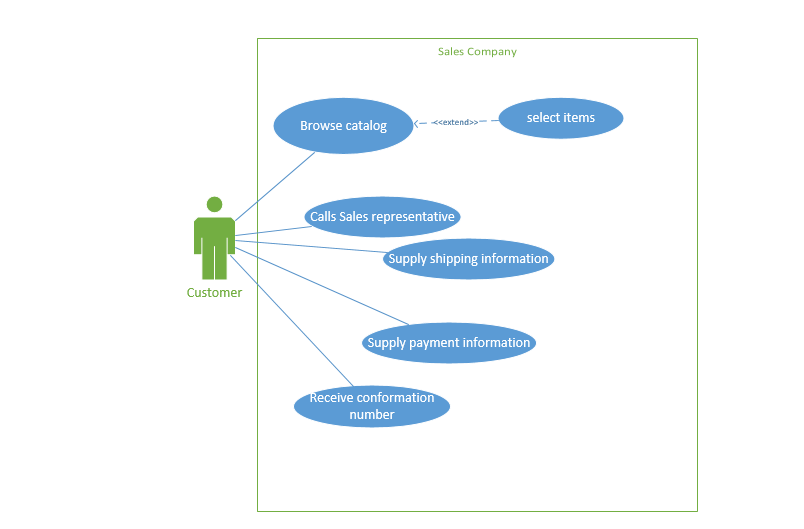 Sales Company
Browse catalog
<<extend>>
select items
Calls Sales representative
Supply shipping information
Customer
Supply payment information
Receive conformation
number